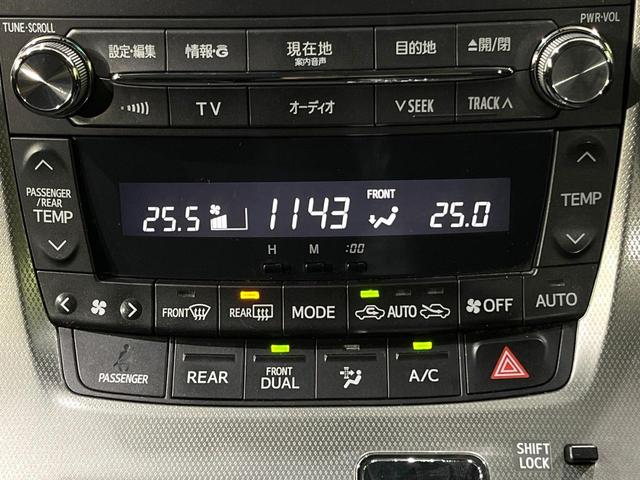 TUNE·SCROLL
PWR·VOL
設定・編集
情報・
現在地
案内音声
目的地
⏏開/閉
TV
オーディオ
∨SEEK
TRACK∧
PASSENGER
/REAR
TEMP
25.5
1143
FRONT
25.0
TEMP
H
M
:00
FRONT
REAR
MODE
AUTO
OFF
AUTO
PASSENGER
REAR
FRONT
DUAL
A/C
SHIFT
LOCK